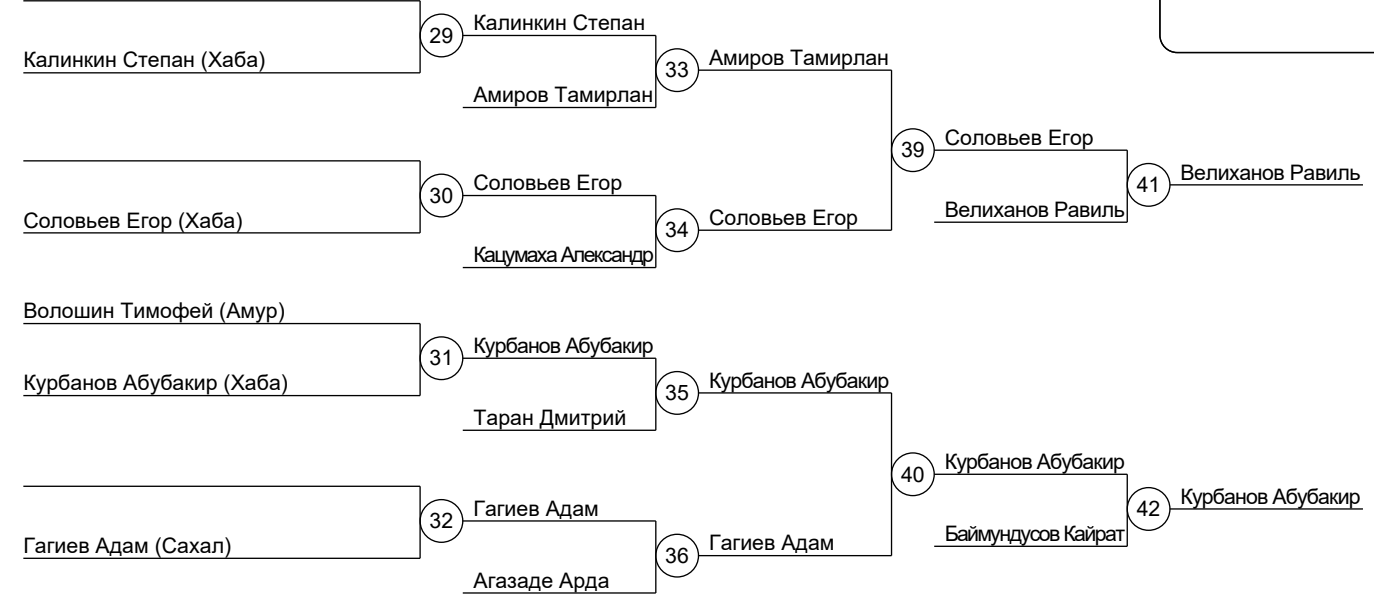 Калинкин Степан
29
Калинкин Степан (Хаба)
Амиров Тамирлан
33
Амиров Тамирлан
Соловьев Егор
39
Велиханов Равиль
41
Соловьев Егор
30
Велиханов Равиль
Соловьев Егор (Хаба)
Соловьев Егор
34
Кацумаха Александр
Волошин Тимофей (Амур)
Курбанов Абубакир
31
Курбанов Абубакир (Хаба)
Курбанов Абубакир
35
Таран Дмитрий
Курбанов Абубакир
40
Курбанов Абубакир
42
Гагиев Адам
32
Баймундусов Кайрат
Гагиев Адам (Сахал)
Гагиев Адам
36
Агазаде Арда